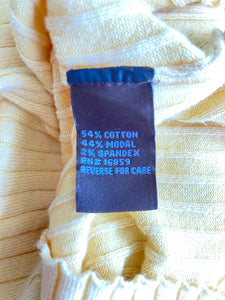 54% COTTON
44% MODAL
2% SPANDEX
RN# 16859
REVERSE FOR CARE